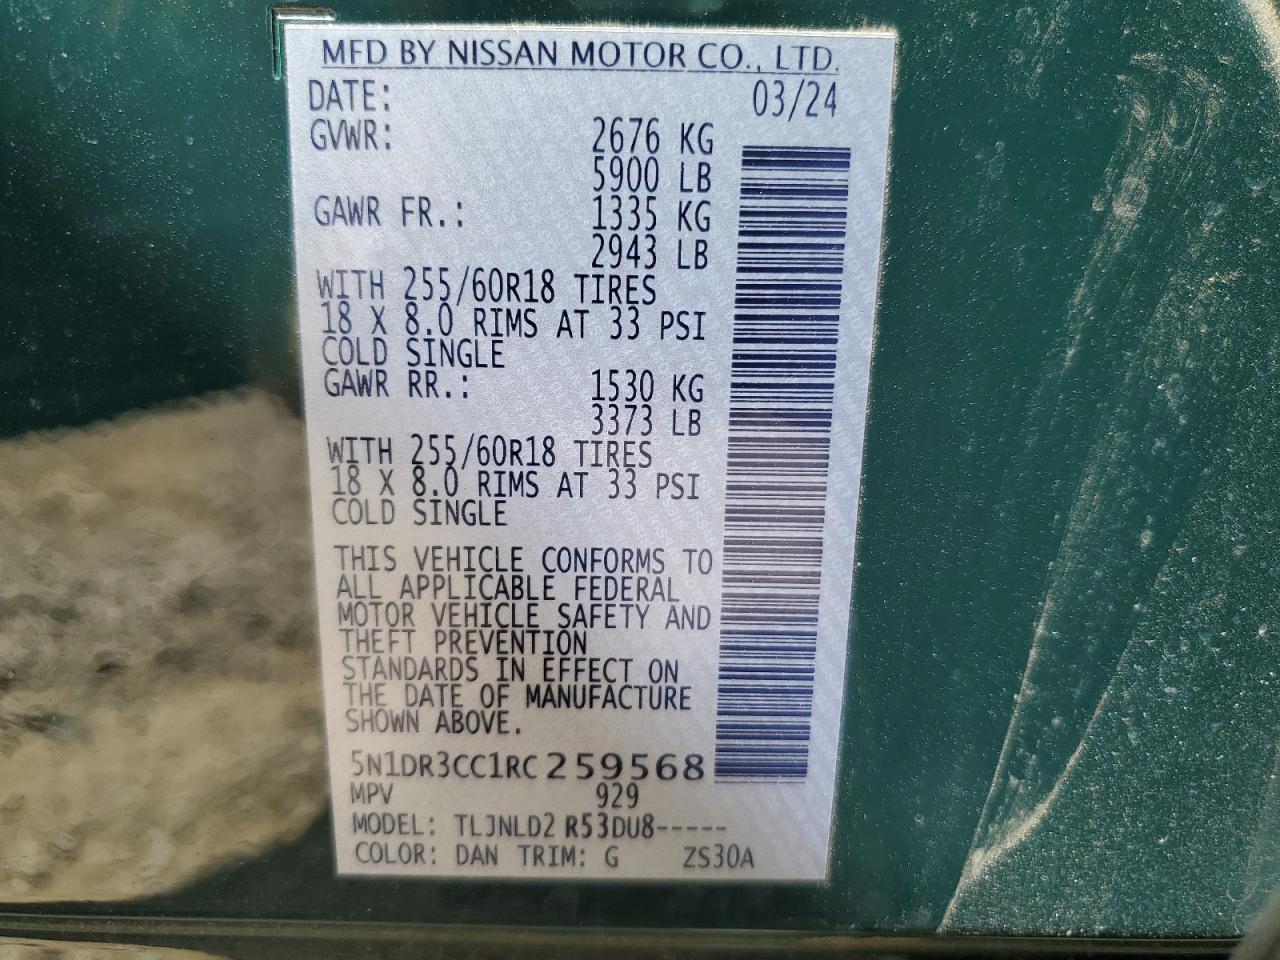 MFD BY NISSAN MOTOR CO., LTD.
DATE: 03/24
GVWR: 2676 KG
5900 LB
GAWR FR.: 1335 KG
2943 LB
WITH 255/60R18 TIRES
18 X 8.0 RIMS AT 33 PSI
COLD SINGLE
GAWR RR.: 1530 KG
3373 LB
WITH 255/60R18 TIRES
18 X 8.0 RIMS AT 33 PSI
COLD SINGLE
THIS VEHICLE CONFORMS TO
ALL APPLICABLE FEDERAL
MOTOR VEHICLE SAFETY AND
THEFT PREVENTION
STANDARDS IN EFFECT ON
THE DATE OF MANUFACTURE
SHOWN ABOVE.
5N1DR3CC1RC259568
MPV 929
MODEL: TLJNLD2 R53DU8-----
COLOR: DAN TRIM: G ZS30A